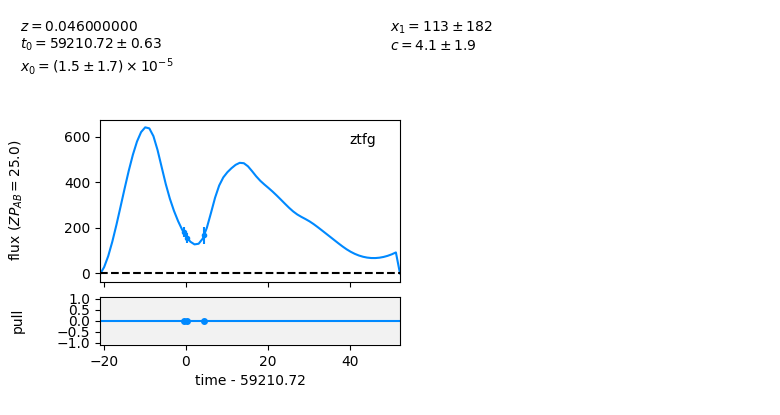 z = 0.046000000
t₀ = 59210.72 ± 0.63
x₀ = (1.5 ± 1.7) × 10⁻⁵
x₁ = 113 ± 182
c = 4.1 ± 1.9
ztfg
flux (ZP_AB = 25.0)
600
400
200
0
pull
1.0
0.5
0.0
−0.5
−1.0
−20 0 20 40
time - 59210.72